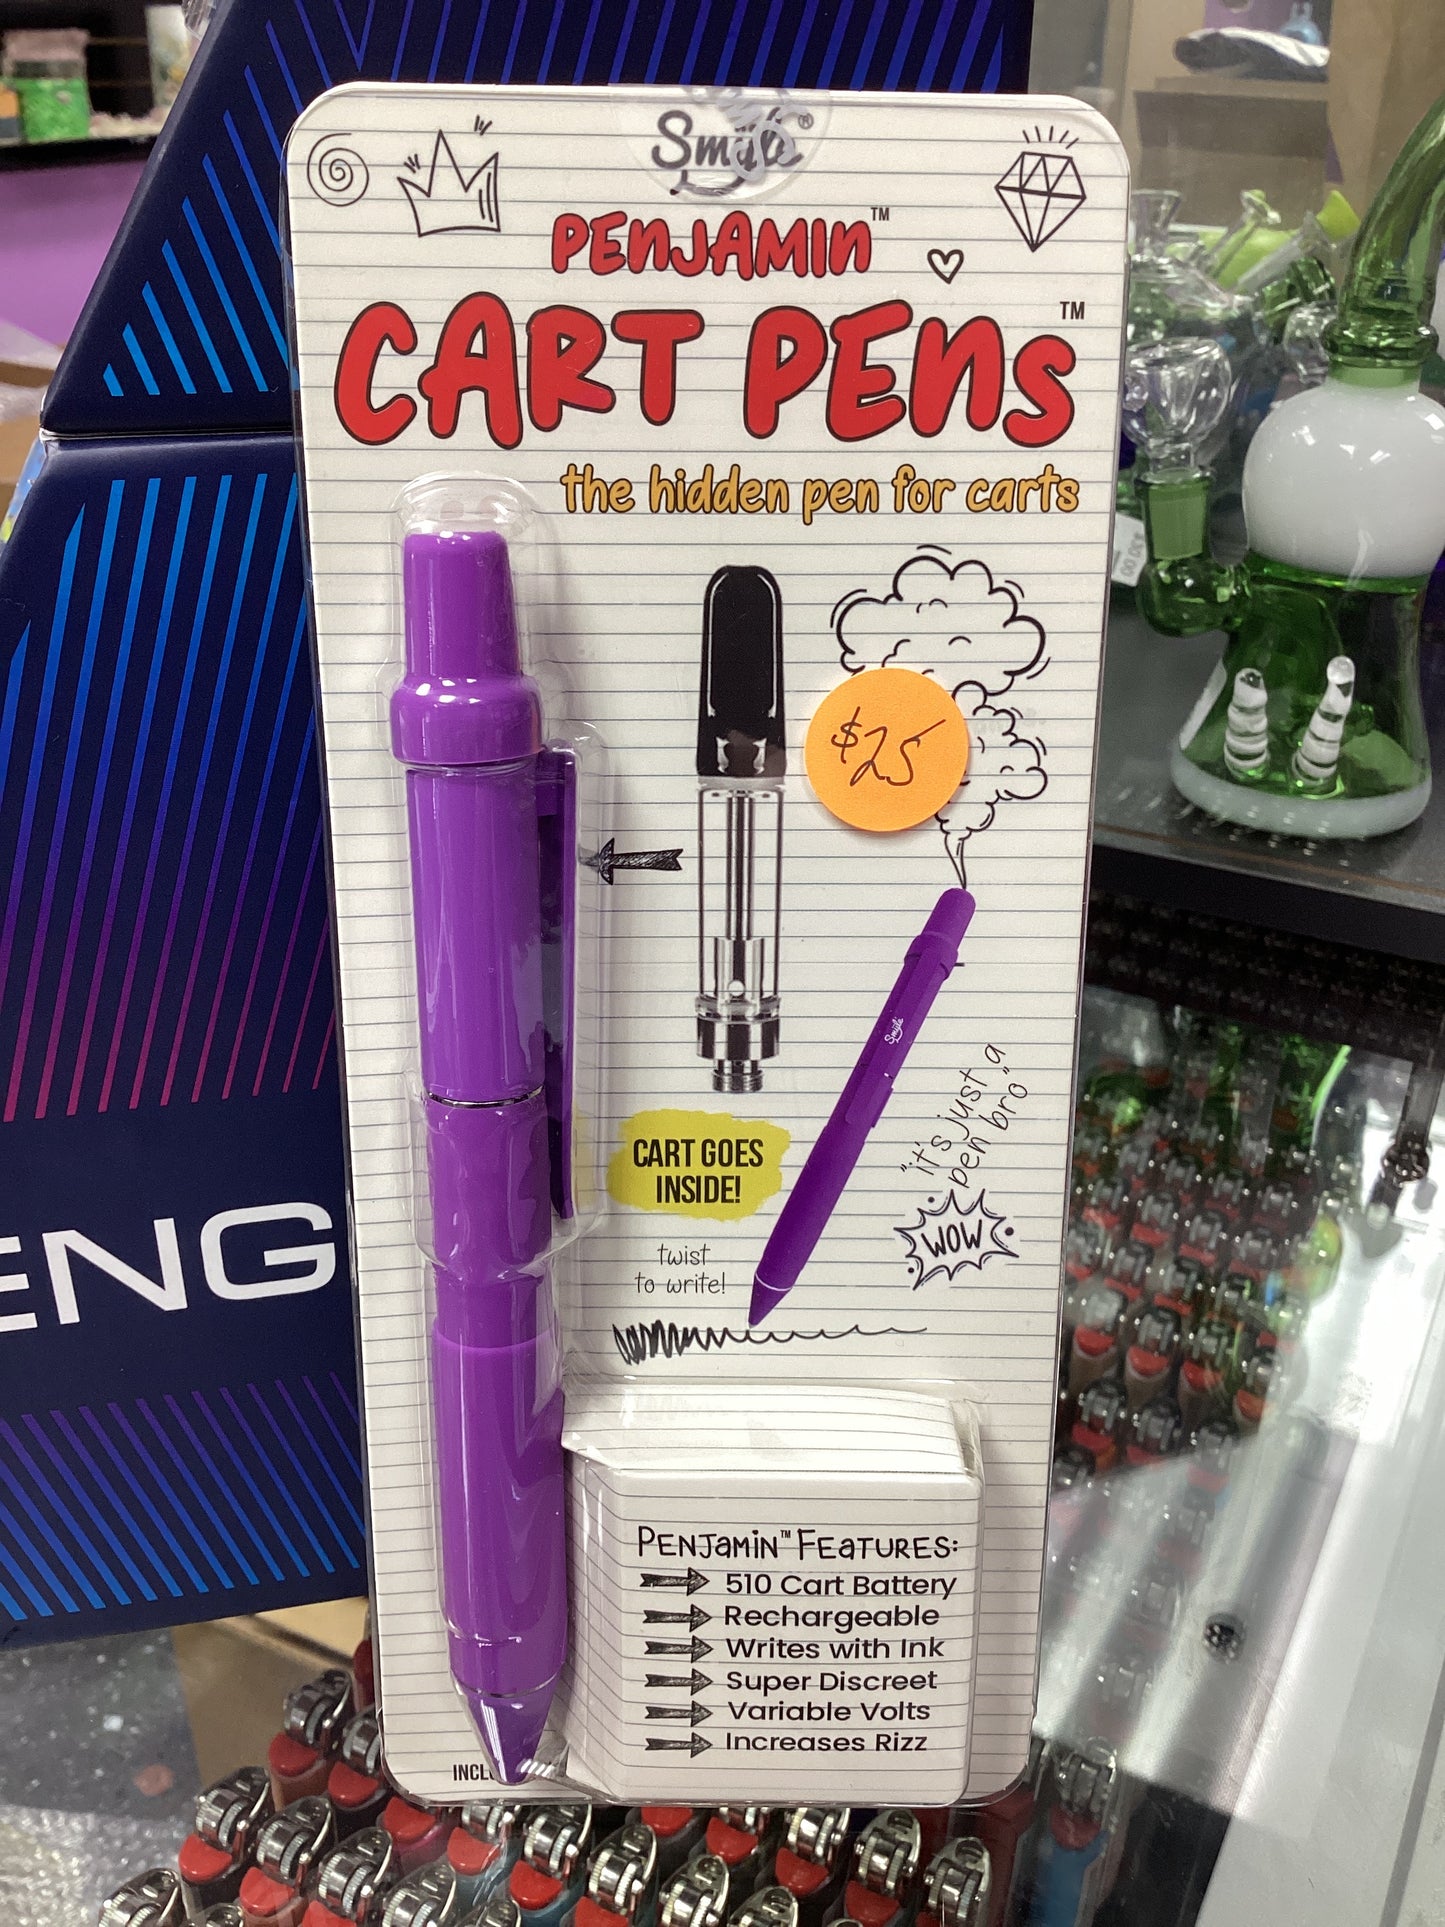 Smyle®
PENJAMIN™
CART PENS™
the hidden pen for carts
$25
Smyle
"it's just a
pen bro"
CART GOES
INSIDE!
WOW
twist
to write!
ENG
PENJAMIN™ FEATURES:
510 Cart Battery
Rechargeable
Writes with Ink
Super Discreet
Variable Volts
Increases Rizz